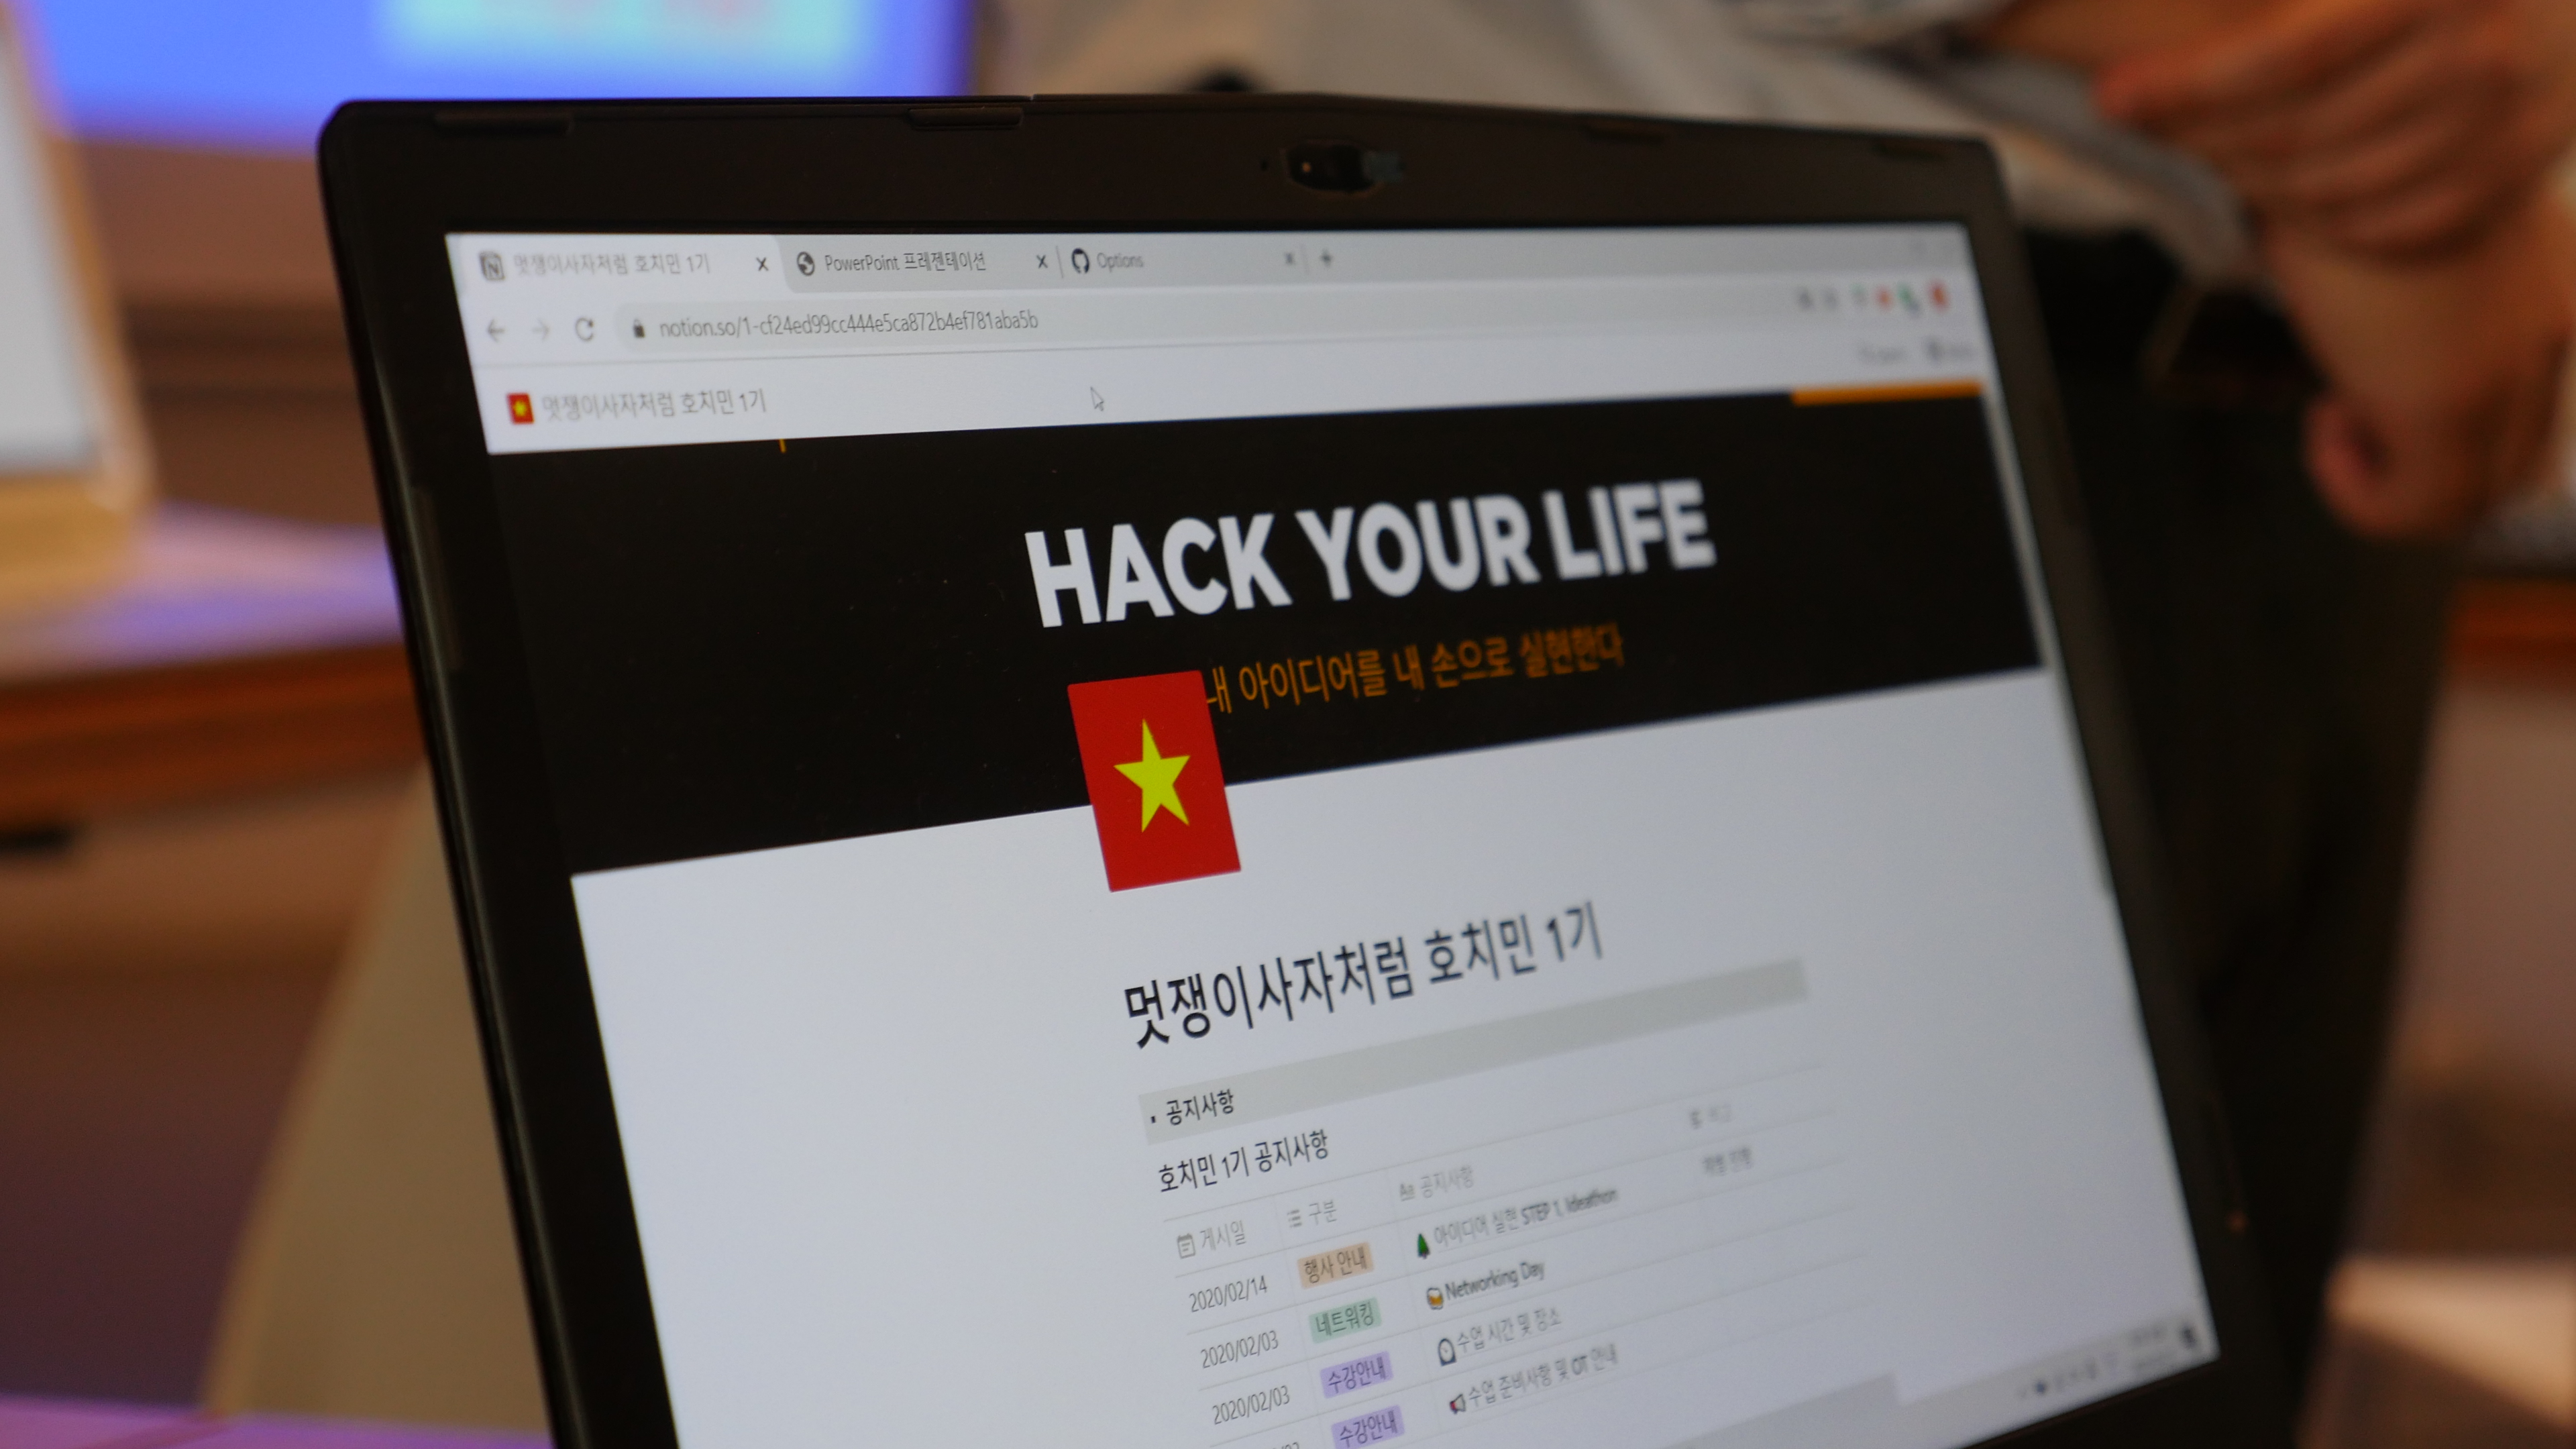 멋쟁이사자처럼 호치민 1기
PowerPoint 프레젠테이션
Options
notion.so/1-cf24ed99cc444e5ca872b4ef781aba5b
멋쟁이사자처럼 호치민 1기
HACK YOUR LIFE
내 아이디어를 내 손으로 실현한다
멋쟁이사자처럼 호치민 1기
• 공지사항
호치민 1기 공지사항
게시일 구분 Aa 공지사항
2020/02/14 행사 안내 아이디어 실현 STEP 1. Ideathon
2020/02/03 네트워킹 Networking Day
2020/02/03 수강안내 수업 시간 및 장소
수강안내 수업 준비사항 및 OT 안내